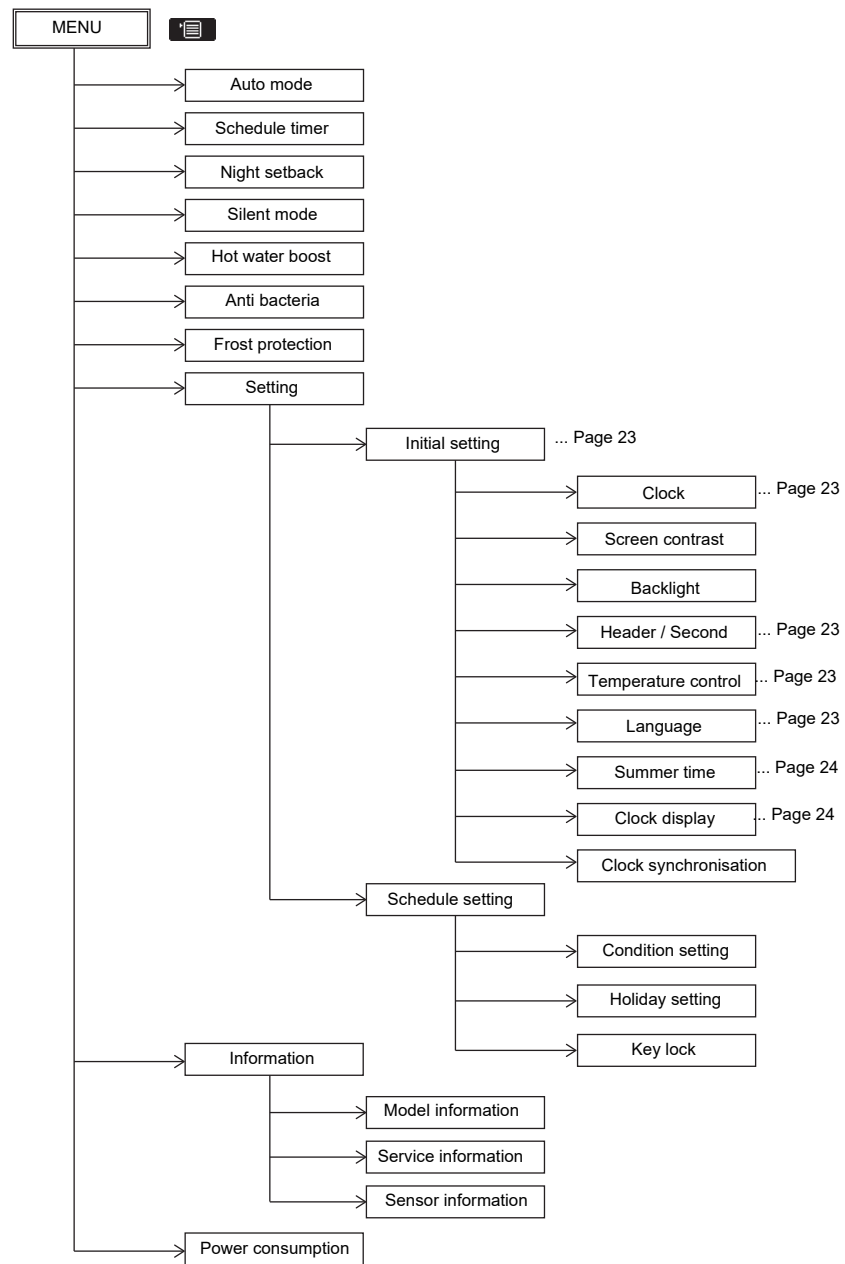 MENU
Auto mode
Schedule timer
Night setback
Silent mode
Hot water boost
Anti bacteria
Frost protection
Setting
Initial setting ... Page 23
Clock ... Page 23
Screen contrast
Backlight
Header / Second ... Page 23
Temperature control ... Page 23
Language ... Page 23
Summer time ... Page 24
Clock display ... Page 24
Clock synchronisation
Schedule setting
Condition setting
Holiday setting
Key lock
Information
Model information
Service information
Sensor information
Power consumption